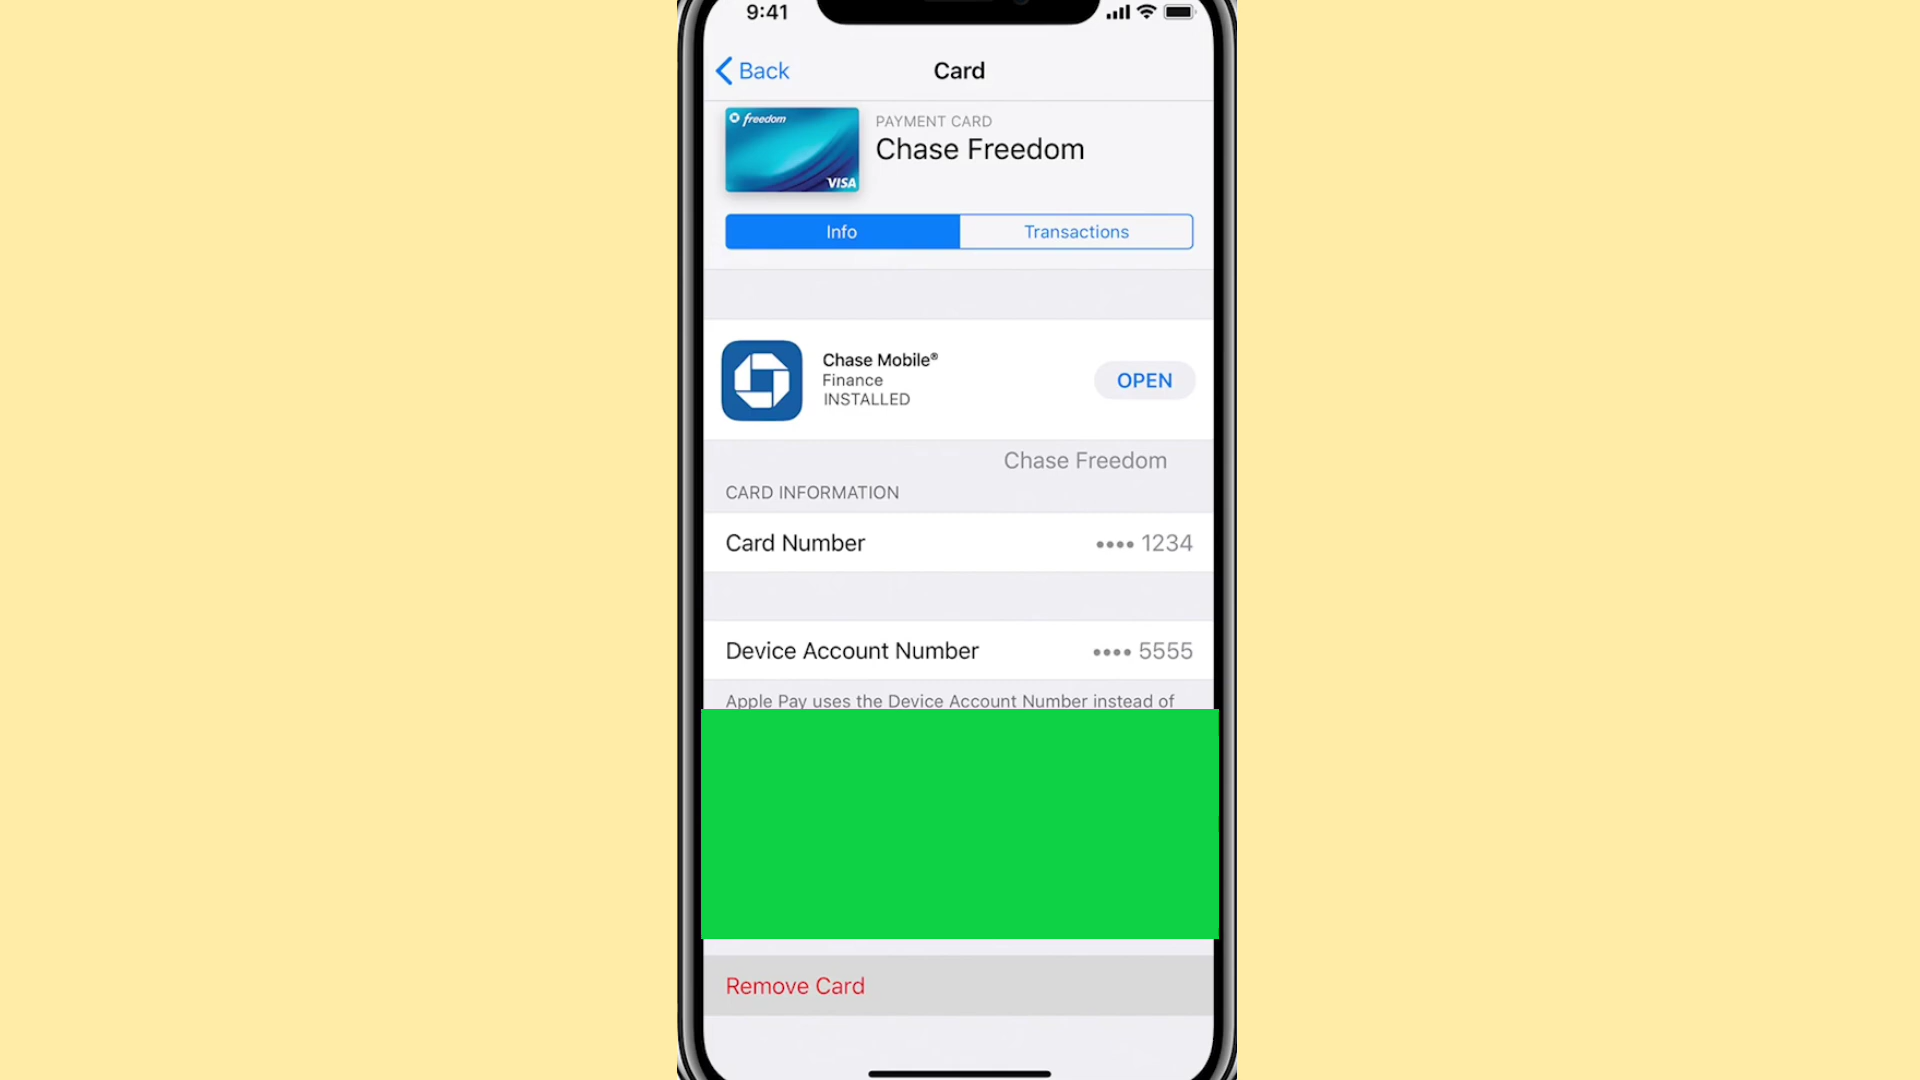 9:41
Back
Card
freedom
VISA
PAYMENT CARD
Chase Freedom
Info
Transactions
Chase Mobile®
Finance
INSTALLED
OPEN
Chase Freedom
CARD INFORMATION
Card Number
•••• 1234
Device Account Number
•••• 5555
Apple Pay uses the Device Account Number instead of
Remove Card